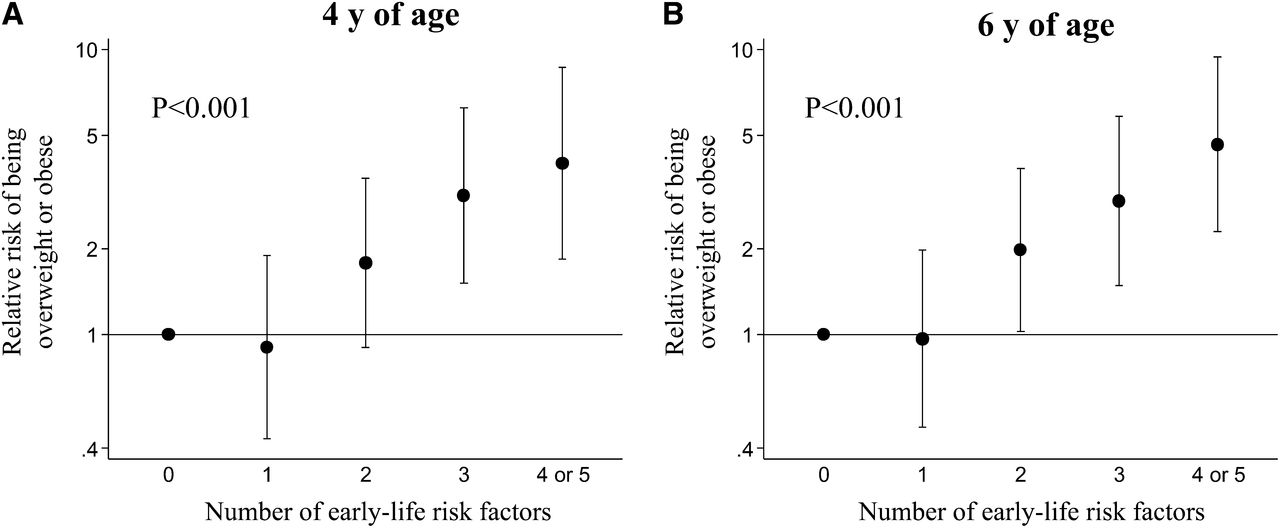 A
4 y of age
P<0.001
Relative risk of being
overweight or obese
10
5
2
1
.4
0 1 2 3 4 or 5
Number of early-life risk factors
B
6 y of age
P<0.001
Relative risk of being
overweight or obese
10
5
2
1
.4
0 1 2 3 4 or 5
Number of early-life risk factors